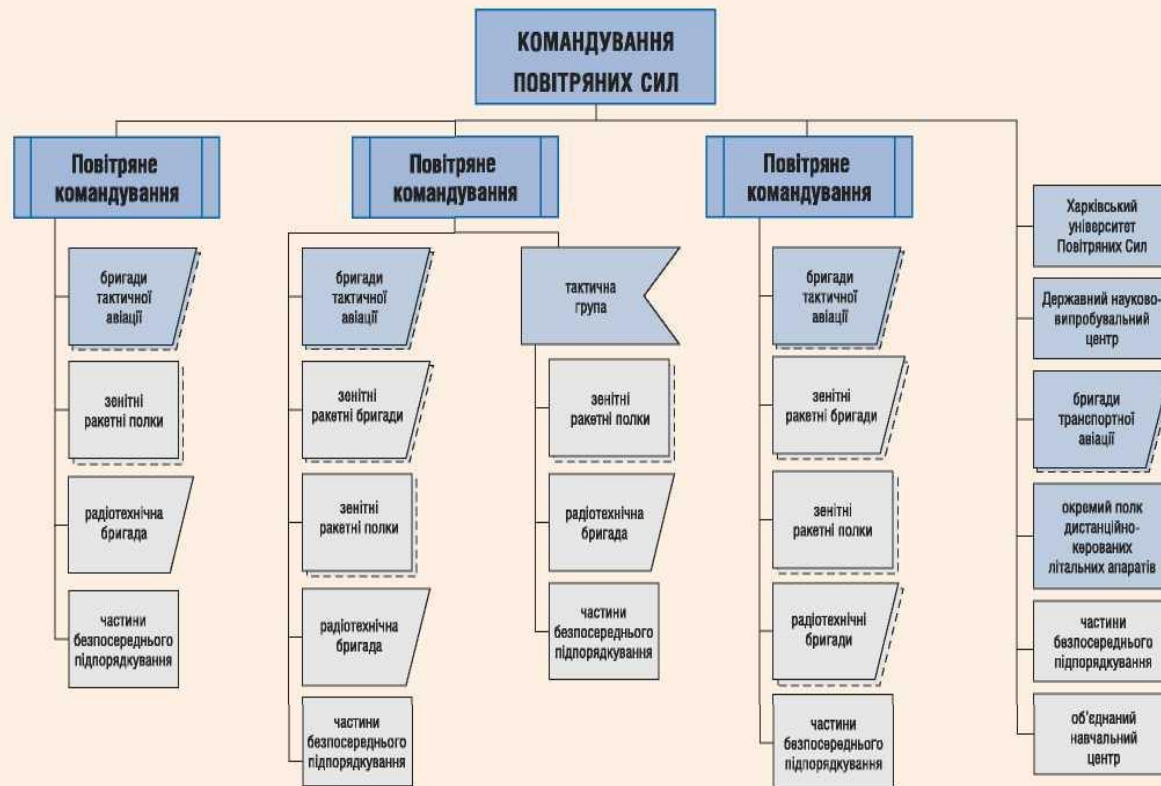 КОМАНДУВАННЯ
ПОВІТРЯНИХ СИЛ
Повітряне
командування
бригади
тактичної
авіації
зенітні
ракетні полки
радіотехнічна
бригада
частини
безпосереднього
підпорядкування
Повітряне
командування
бригади
тактичної
авіації
зенітні
ракетні бригади
зенітні
ракетні полки
радіотехнічна
бригада
частини
безпосереднього
підпорядкування
тактична
група
зенітні
ракетні полки
радіотехнічна
бригада
частини
безпосереднього
підпорядкування
Повітряне
командування
бригади
тактичної
авіації
зенітні
ракетні бригади
зенітні
ракетні полки
радіотехнічні
бригади
частини
безпосереднього
підпорядкування
Харківський
університет
Повітряних Сил
Державний науково-
випробувальний
центр
бригади
транспортної
авіації
окремий полк
дистанційно-
керованих
літальних апаратів
частини
безпосереднього
підпорядкування
об'єднаний
навчальний
центр